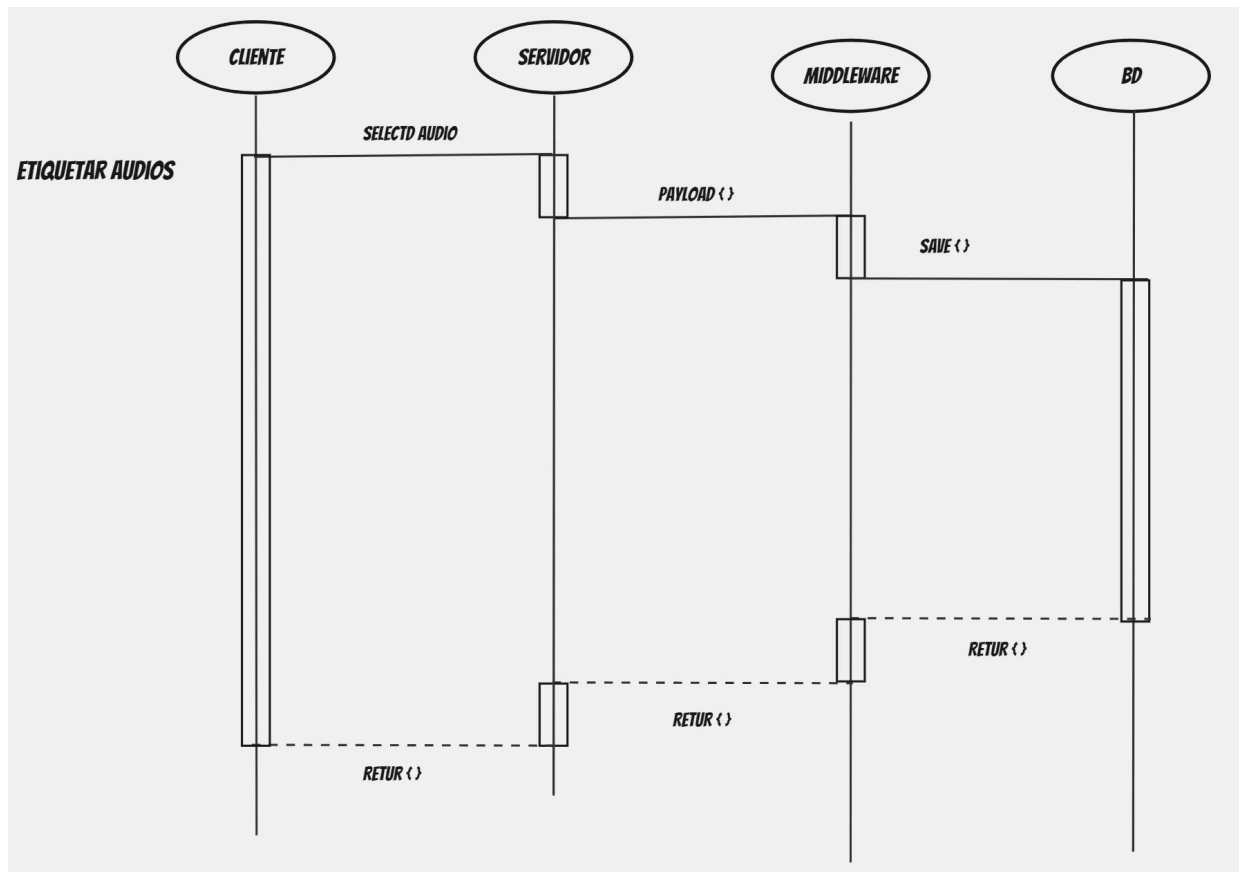 CLIENTE
SERVIDOR
MIDDLEWARE
BD
SELECTD AUDIO
ETIQUETAR AUDIOS
PAYLOAD { }
SAVE { }
RETUR { }
RETUR { }
RETUR { }